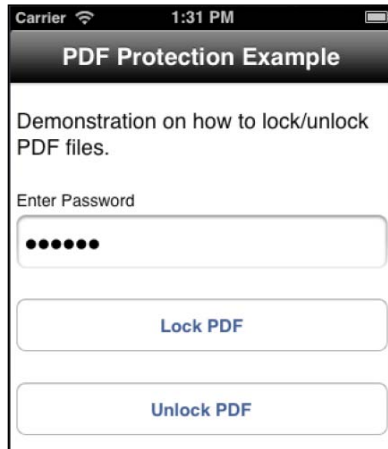 Carrier 1:31 PM
PDF Protection Example
Demonstration on how to lock/unlock
PDF files.
Enter Password
••••••
Lock PDF
Unlock PDF